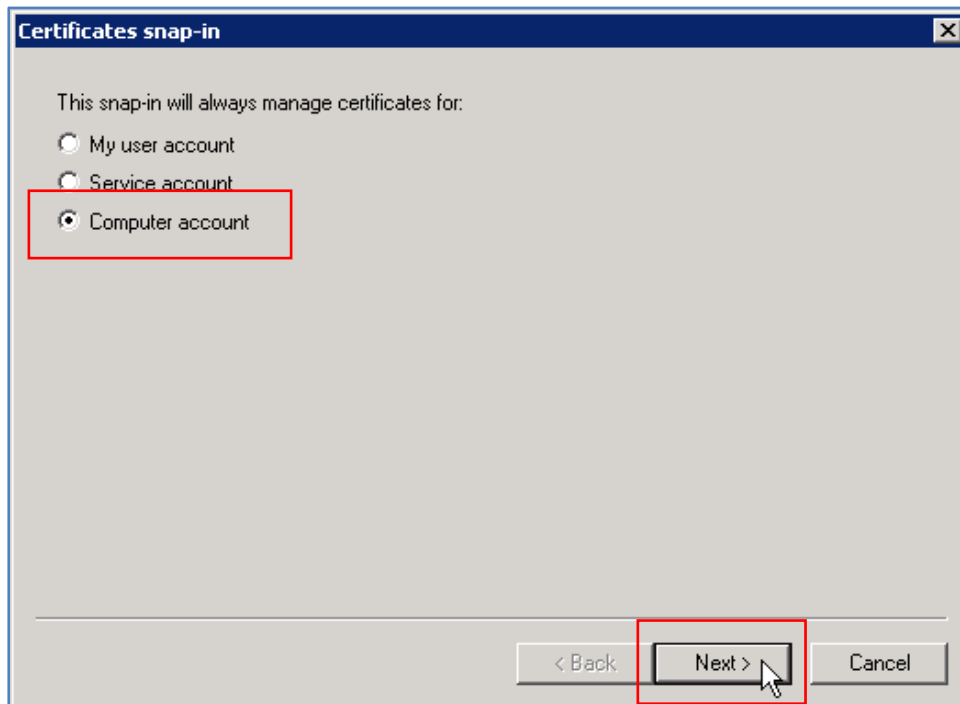 Certificates snap-in
This snap-in will always manage certificates for:
My user account
Service account
Computer account
< Back
Next >
Cancel